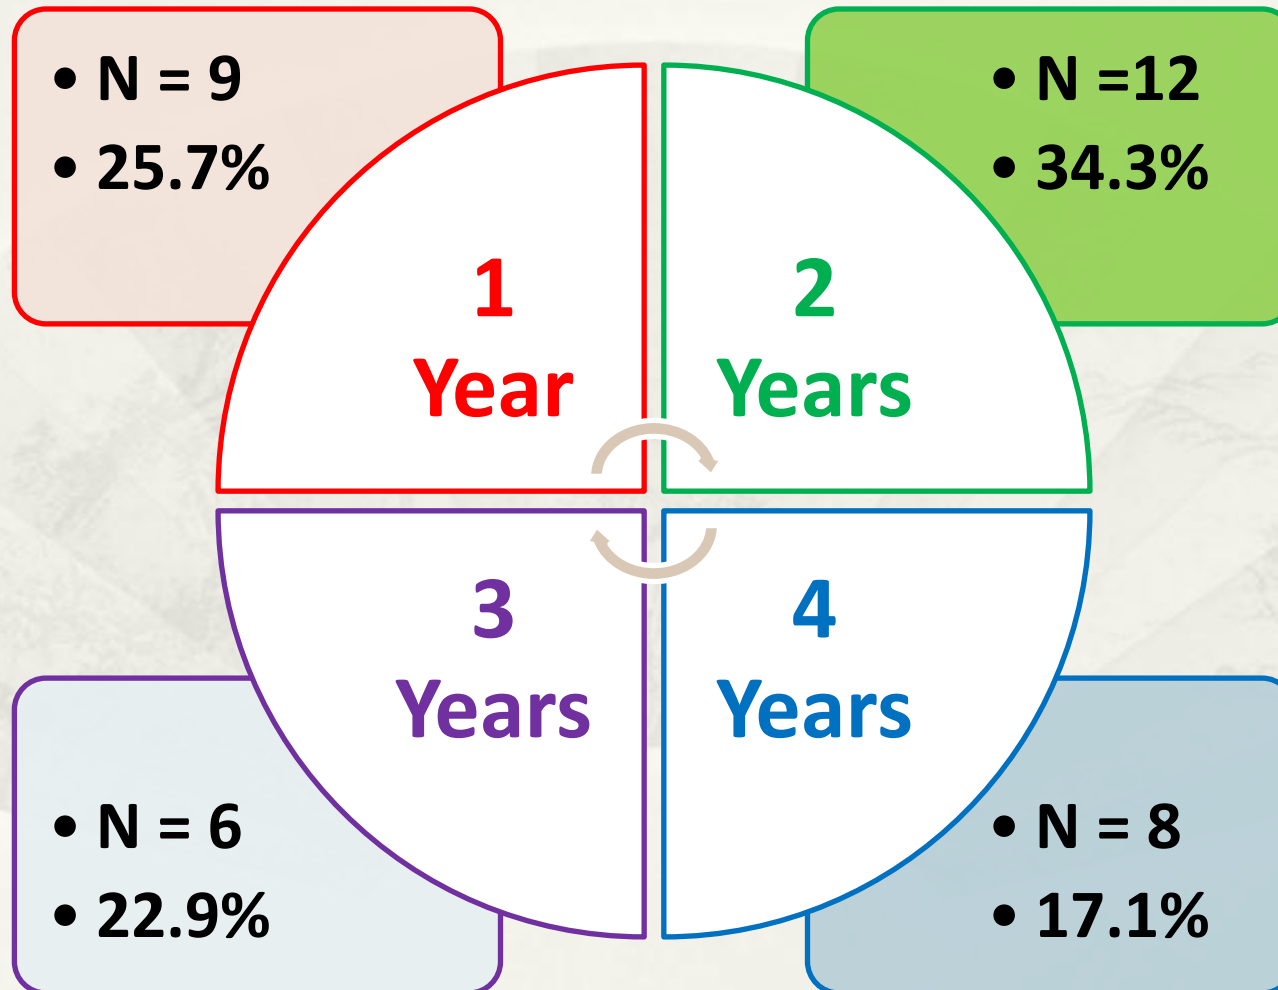 • N = 9
• 25.7%
• N =12
• 34.3%
1
Year
2
Years
3
Years
4
Years
• N = 6
• 22.9%
• N = 8
• 17.1%